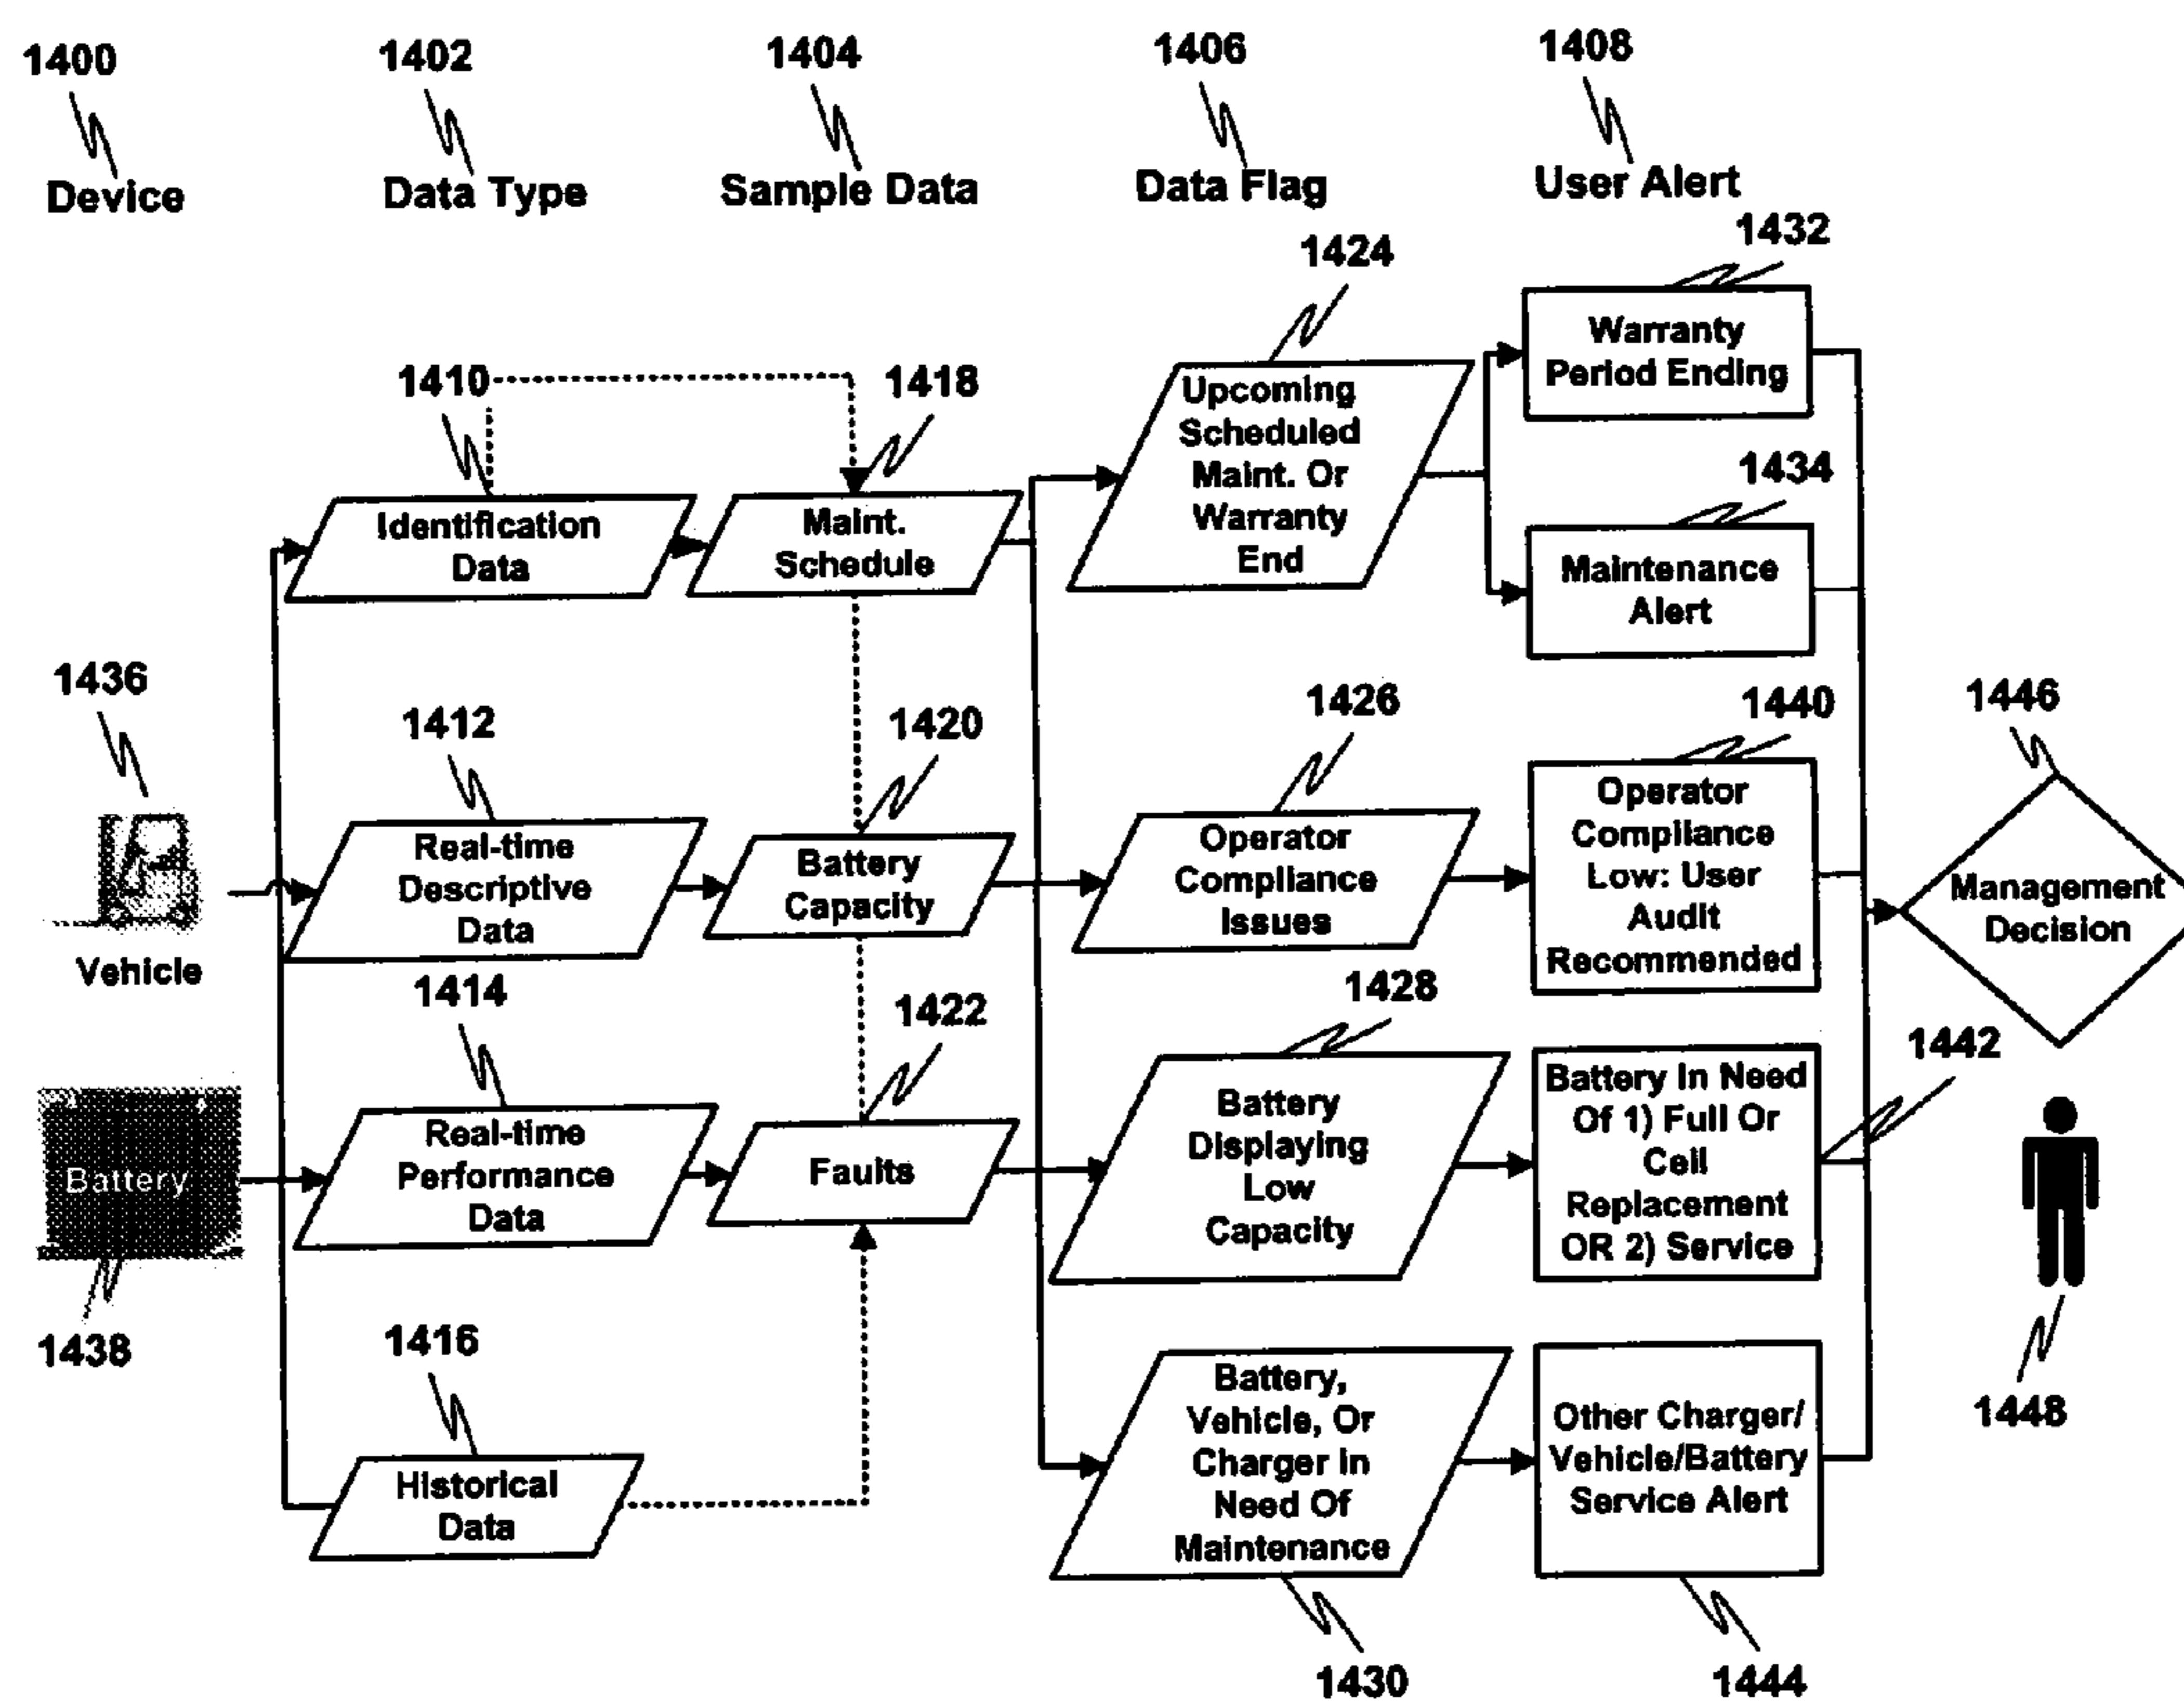 1400
1402
1404
1406
1408
Device
Data Type
Sample Data
Data Flag
User Alert
1432
1424
Warranty
Period Ending
1410
1418
Upcoming
Scheduled
Maint. Or
Warranty
End
1434
Identification
Data
Maint.
Schedule
Maintenance
Alert
1436
1412
1420
1426
1440
1446
Vehicle
Real-time
Descriptive
Data
Battery
Capacity
Operator
Compliance
Issues
Operator
Compliance
Low: User
Audit
Recommended
Management
Decision
1414
1422
1428
1442
Battery
Real-time
Performance
Data
Faults
Battery
Displaying
Low
Capacity
Battery In Need
Of 1) Full Or
Cell
Replacement
OR 2) Service
1438
1416
1448
Historical
Data
Battery,
Vehicle, Or
Charger In
Need Of
Maintenance
Other Charger/
Vehicle/Battery
Service Alert
1430
1444